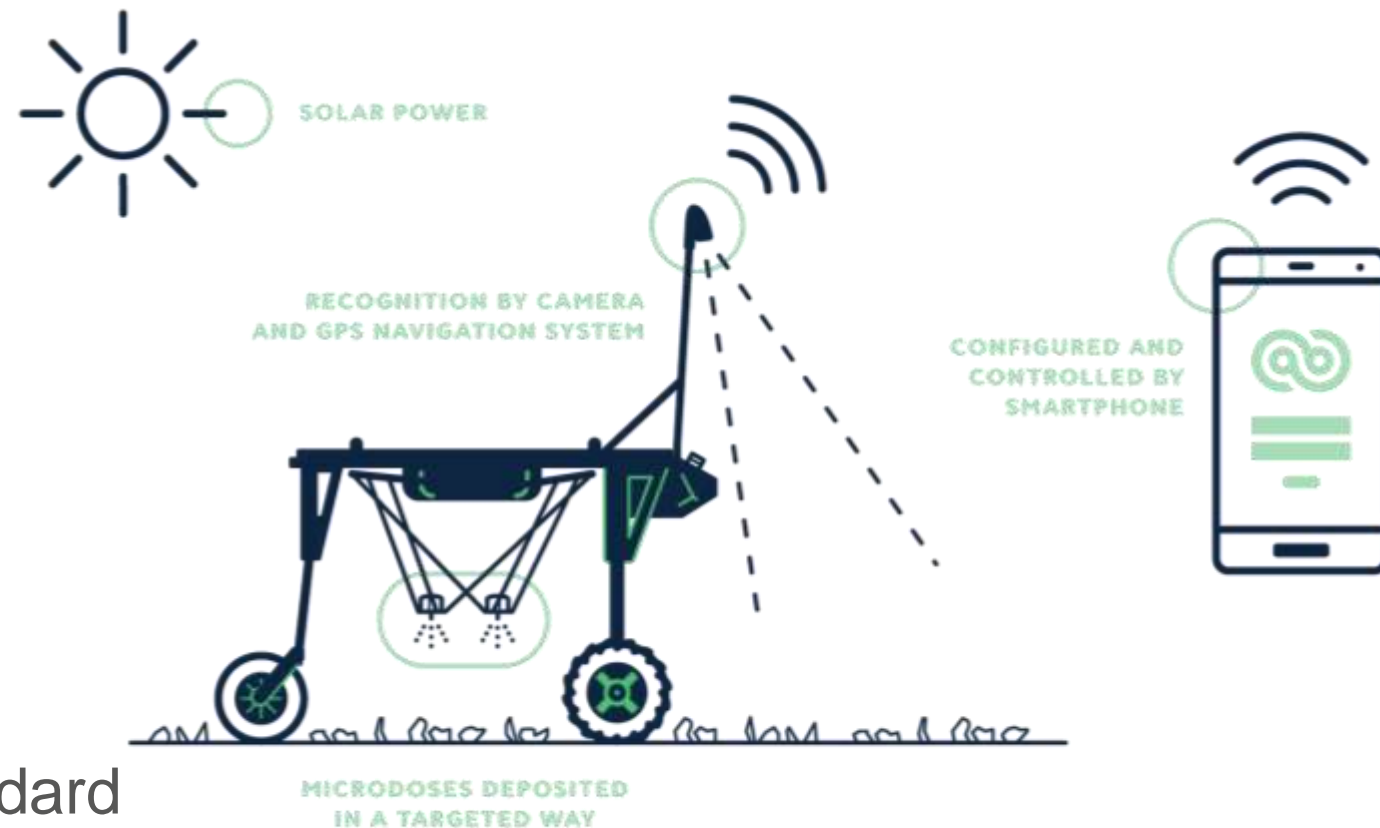 SOLAR POWER
RECOGNITION BY CAMERA
AND GPS NAVIGATION SYSTEM
CONFIGURED AND
CONTROLLED BY
SMARTPHONE
dard
MICRODOSES DEPOSITED
IN A TARGETED WAY